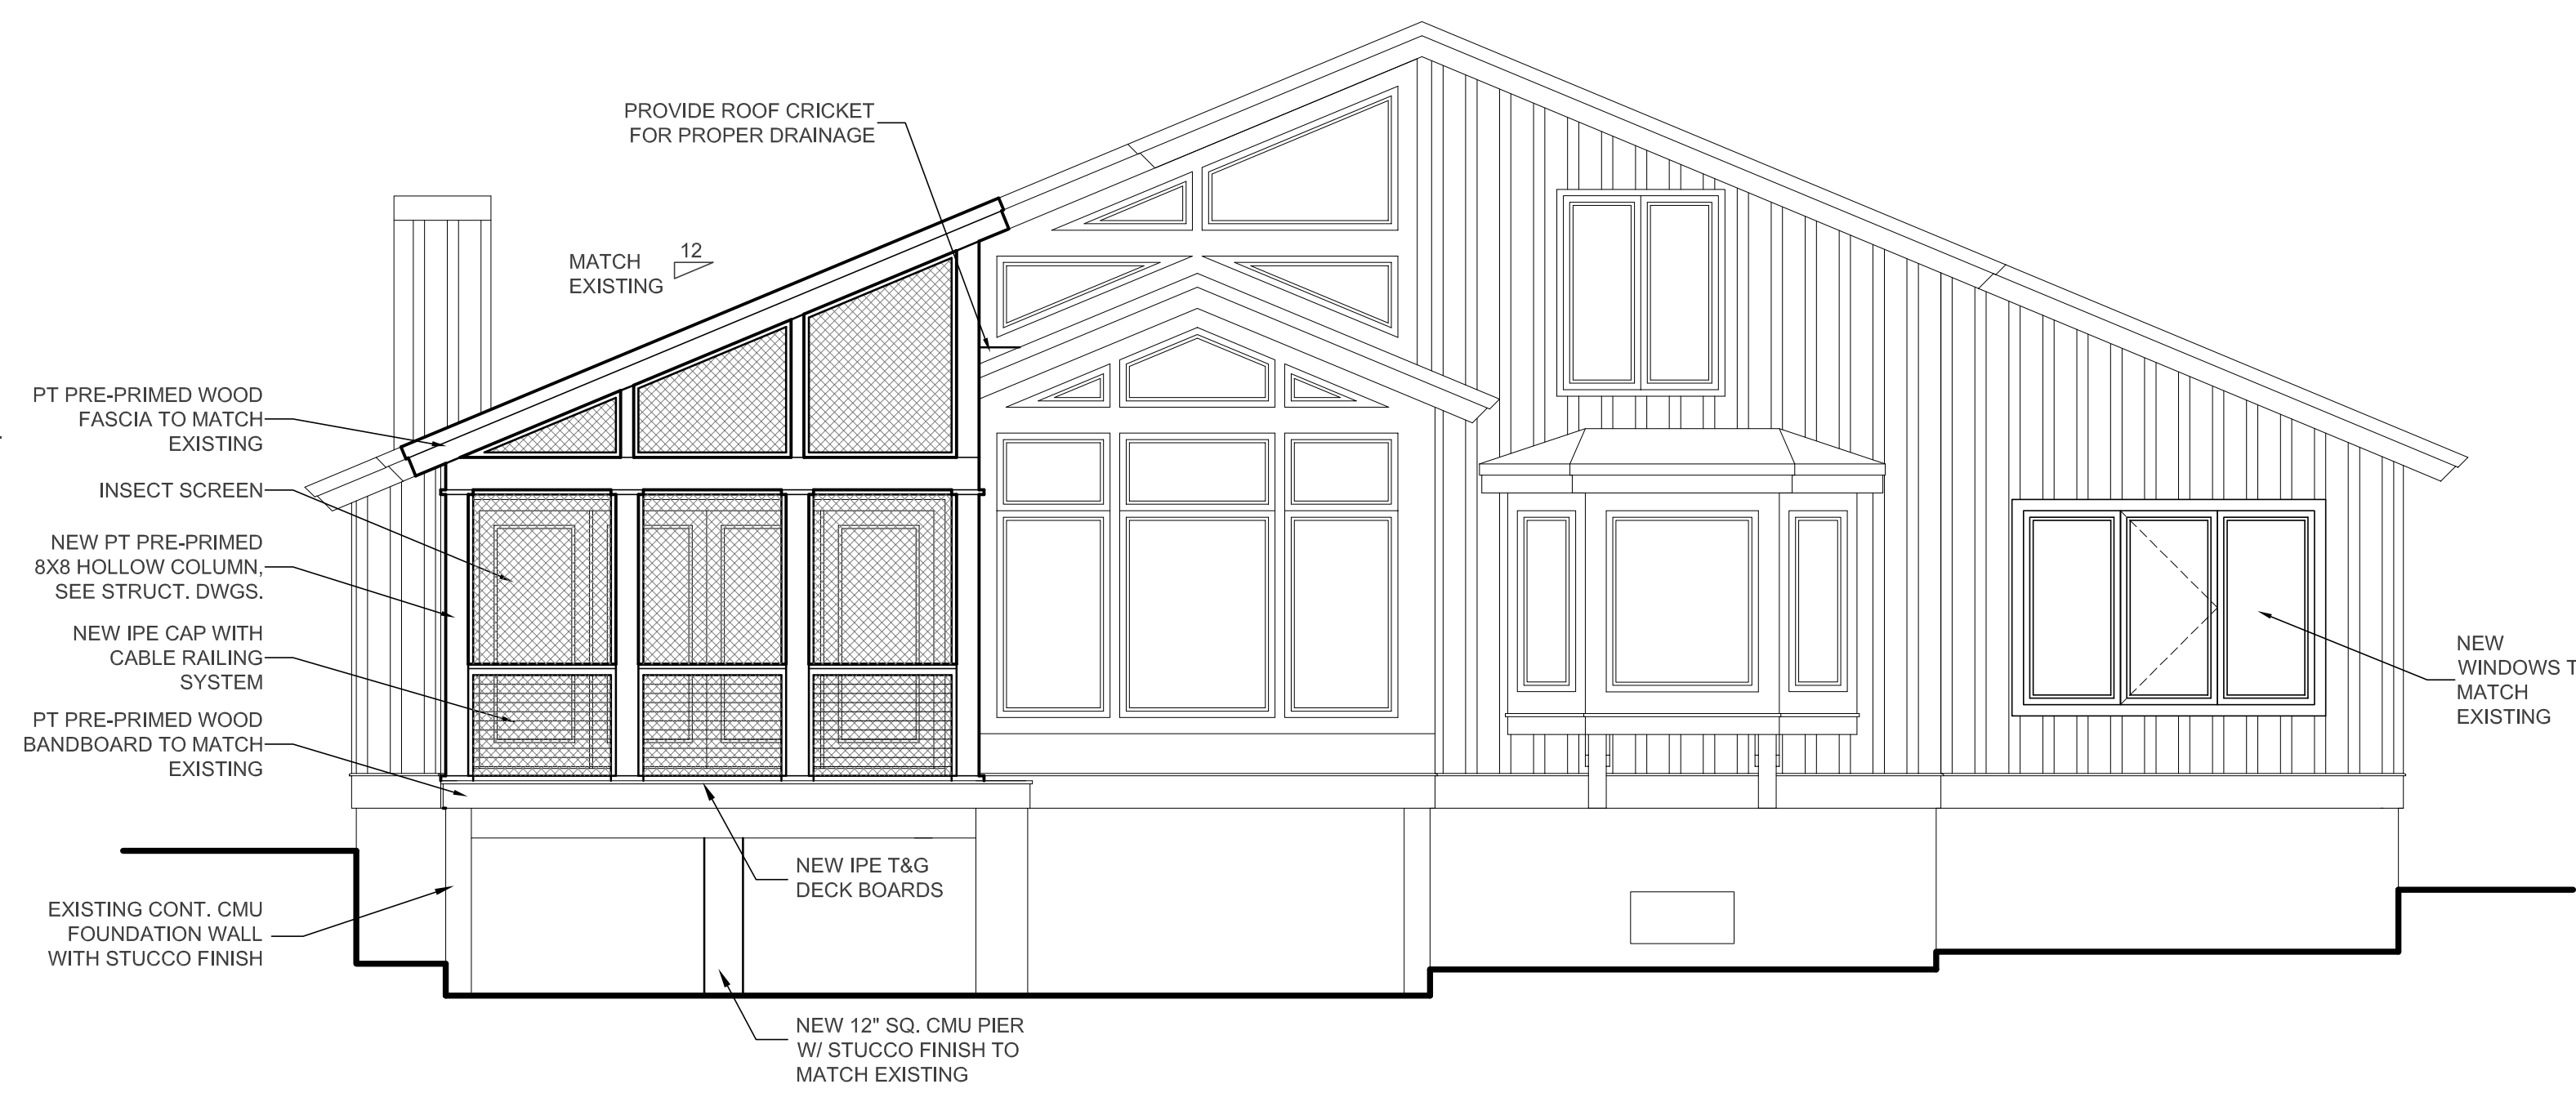 PROVIDE ROOF CRICKET
FOR PROPER DRAINAGE
12
MATCH
EXISTING
PT PRE-PRIMED WOOD
FASCIA TO MATCH
EXISTING
INSECT SCREEN
NEW PT PRE-PRIMED
8X8 HOLLOW COLUMN,
SEE STRUCT. DWGS.
NEW IPE CAP WITH
CABLE RAILING
SYSTEM
PT PRE-PRIMED WOOD
BANDBOARD TO MATCH
EXISTING
EXISTING CONT. CMU
FOUNDATION WALL
WITH STUCCO FINISH
NEW IPE T&G
DECK BOARDS
NEW 12" SQ. CMU PIER
W/ STUCCO FINISH TO
MATCH EXISTING
NEW
WINDOWS T
MATCH
EXISTING